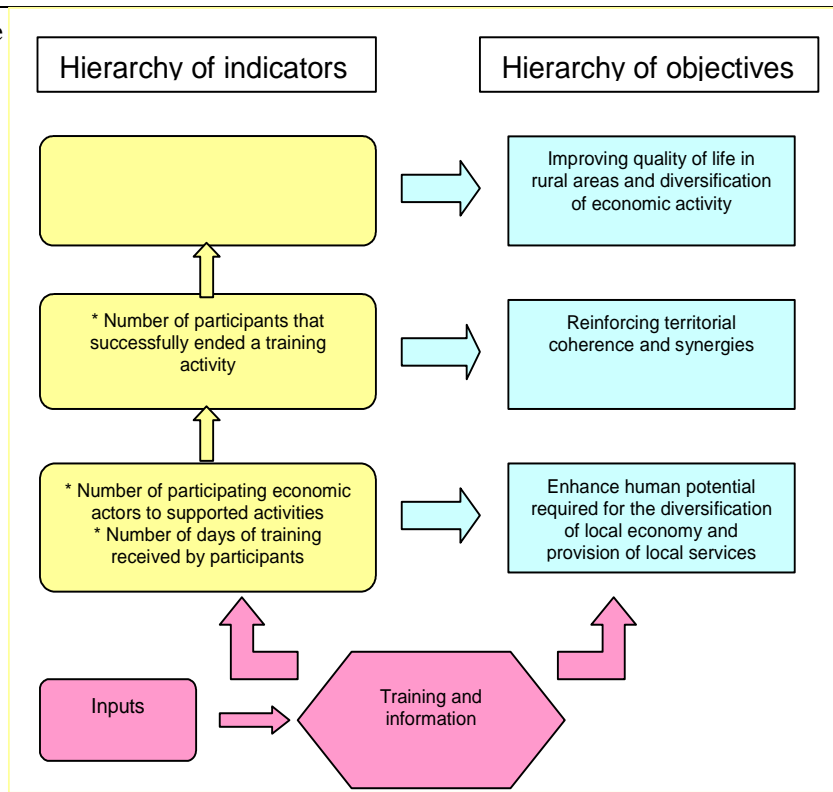 e
Hierarchy of indicators
Hierarchy of objectives
Improving quality of life in
rural areas and diversification
of economic activity
* Number of participants that
successfully ended a training
activity
Reinforcing territorial
coherence and synergies
* Number of participating economic
actors to supported activities
* Number of days of training
received by participants
Enhance human potential
required for the diversification
of local economy and
provision of local services
Inputs
Training and
information